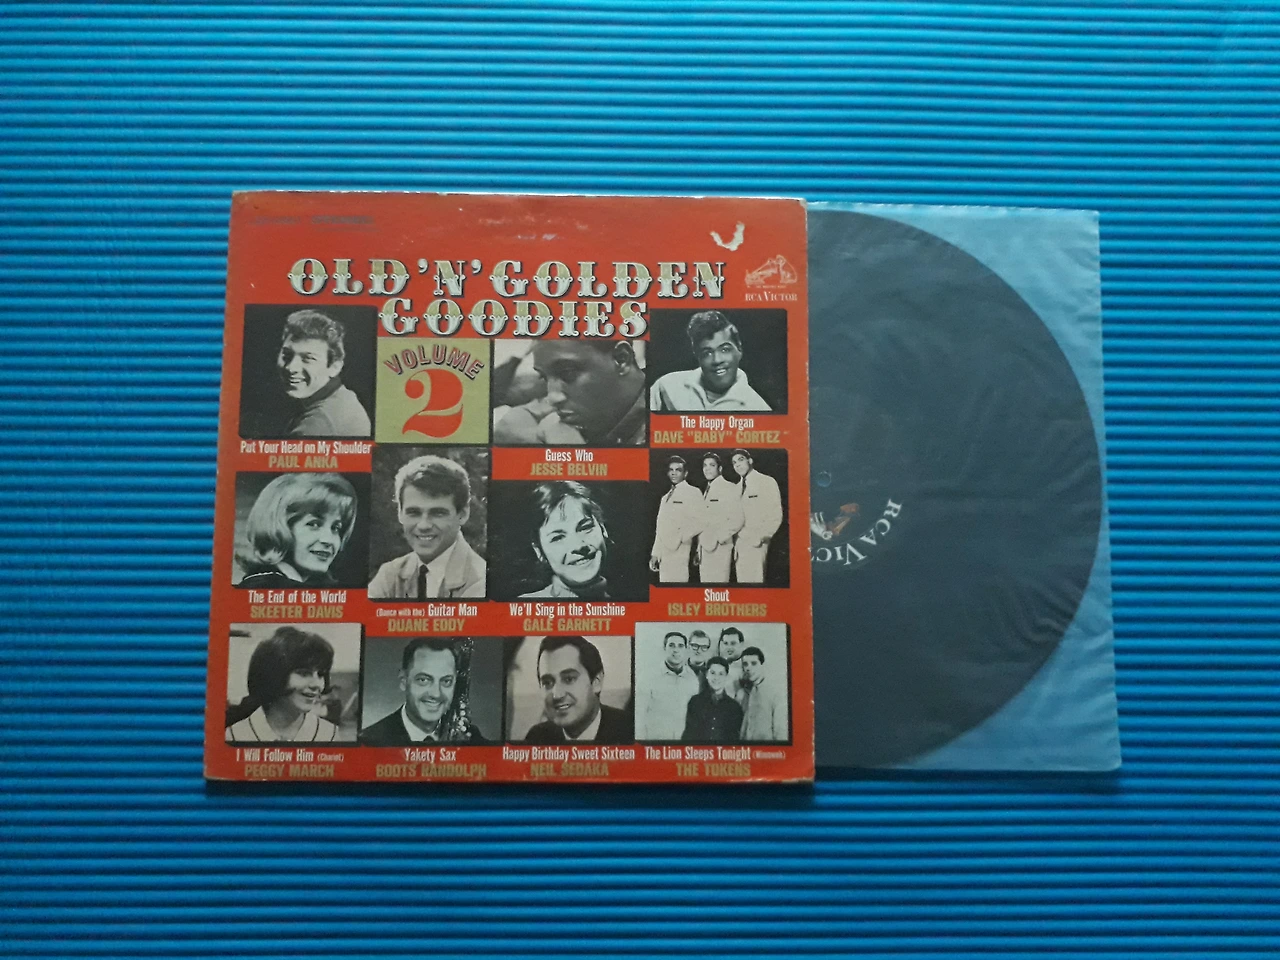 OLD 'N' GOLDEN
GOODIES
RCA VICTOR
VOLUME
2
Put Your Head on My Shoulder
PAUL ANKA
Guess Who
JESSE BELVIN
The Happy Organ
DAVE "BABY" CORTEZ
The End of the World
SKEETER DAVIS
(Dance with the) Guitar Man
DUANE EDDY
We'll Sing in the Sunshine
GALE GARNETT
Shout
ISLEY BROTHERS
I Will Follow Him (Chariot)
PEGGY MARCH
Yakety Sax
BOOTS RANDOLPH
Happy Birthday Sweet Sixteen
NEIL SEDAKA
The Lion Sleeps Tonight (Wimoweh)
THE TOKENS
RCA VIC